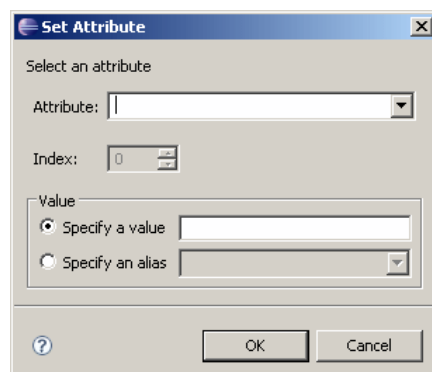 Set Attribute
Select an attribute
Attribute:
Index: 0
Value
Specify a value
Specify an alias
? OK Cancel